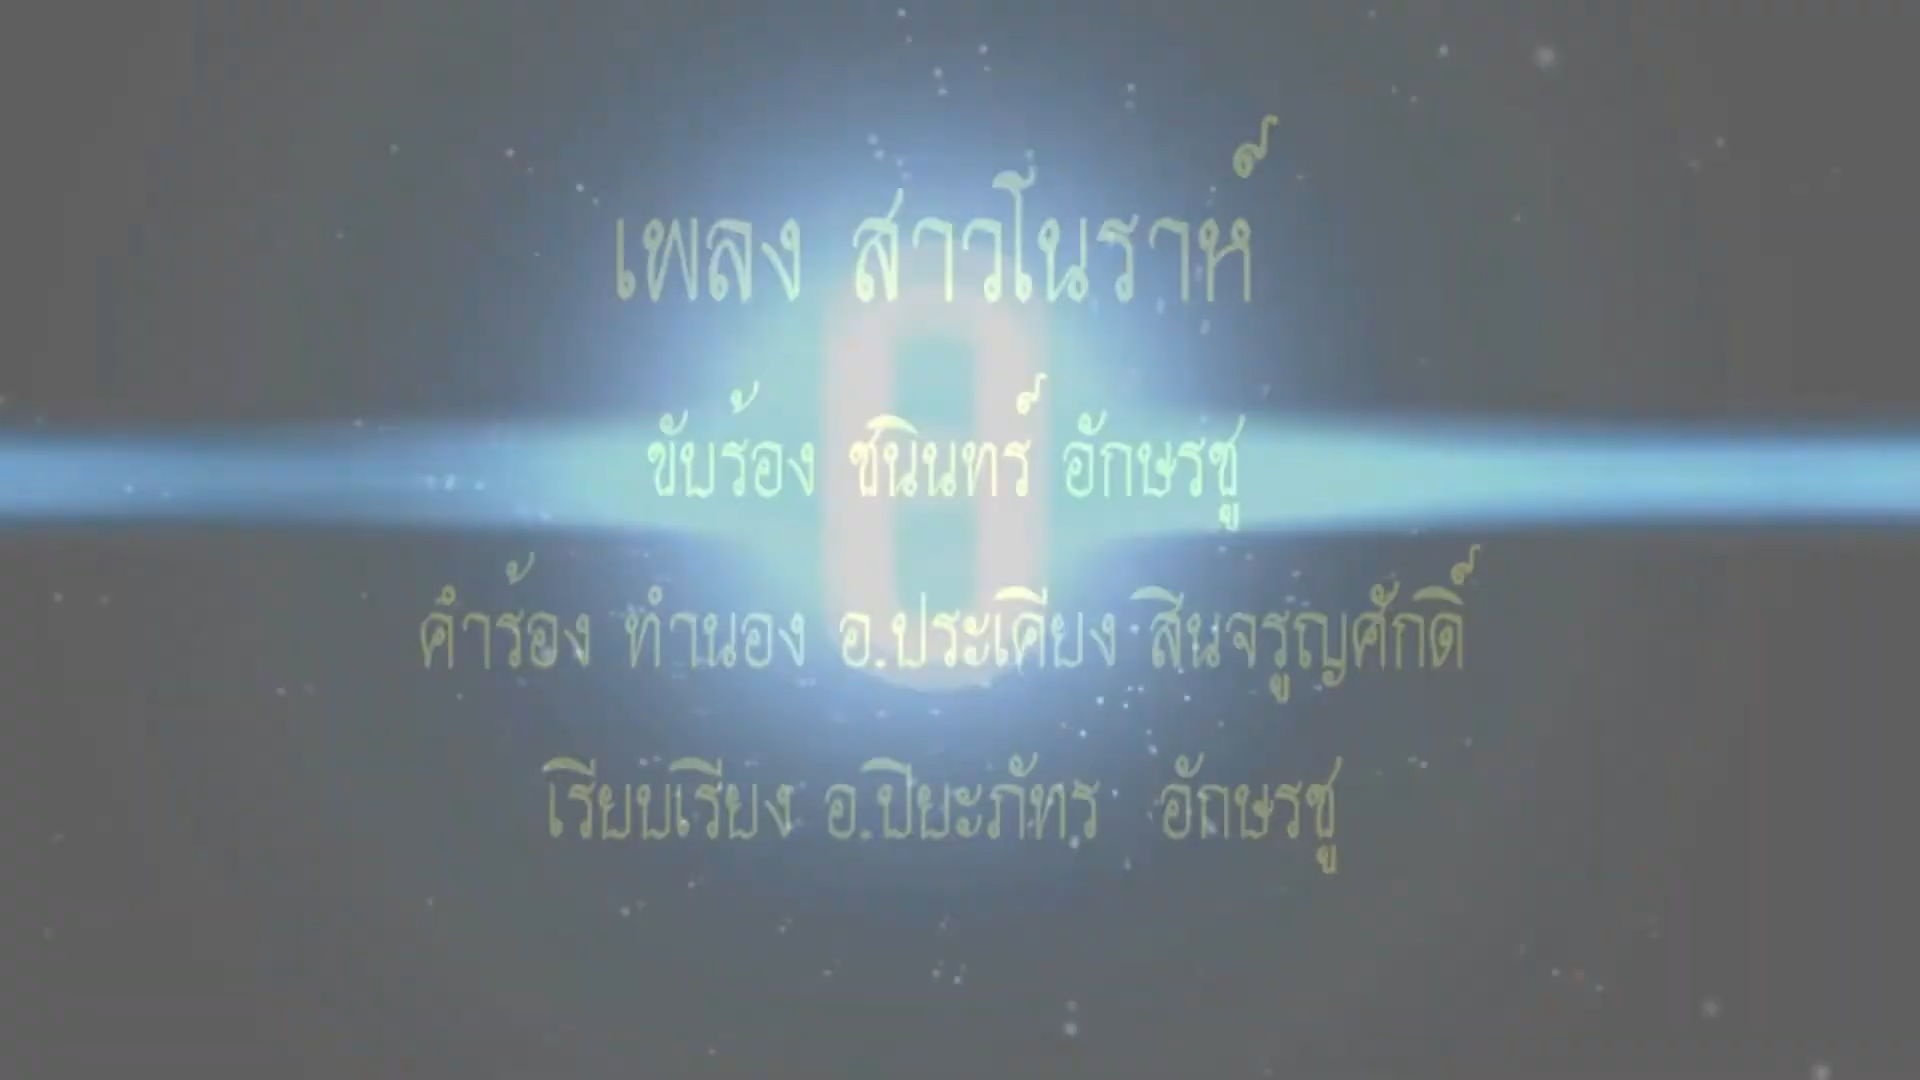 เพลง สาวโนราห์
ขับร้อง ชนินทร์ อักษรชู
คำร้อง ทำนอง อ.ประเคียง สินจรูญศักดิ์
เรียบเรียง อ.ปิยะภัทร อักษรชู